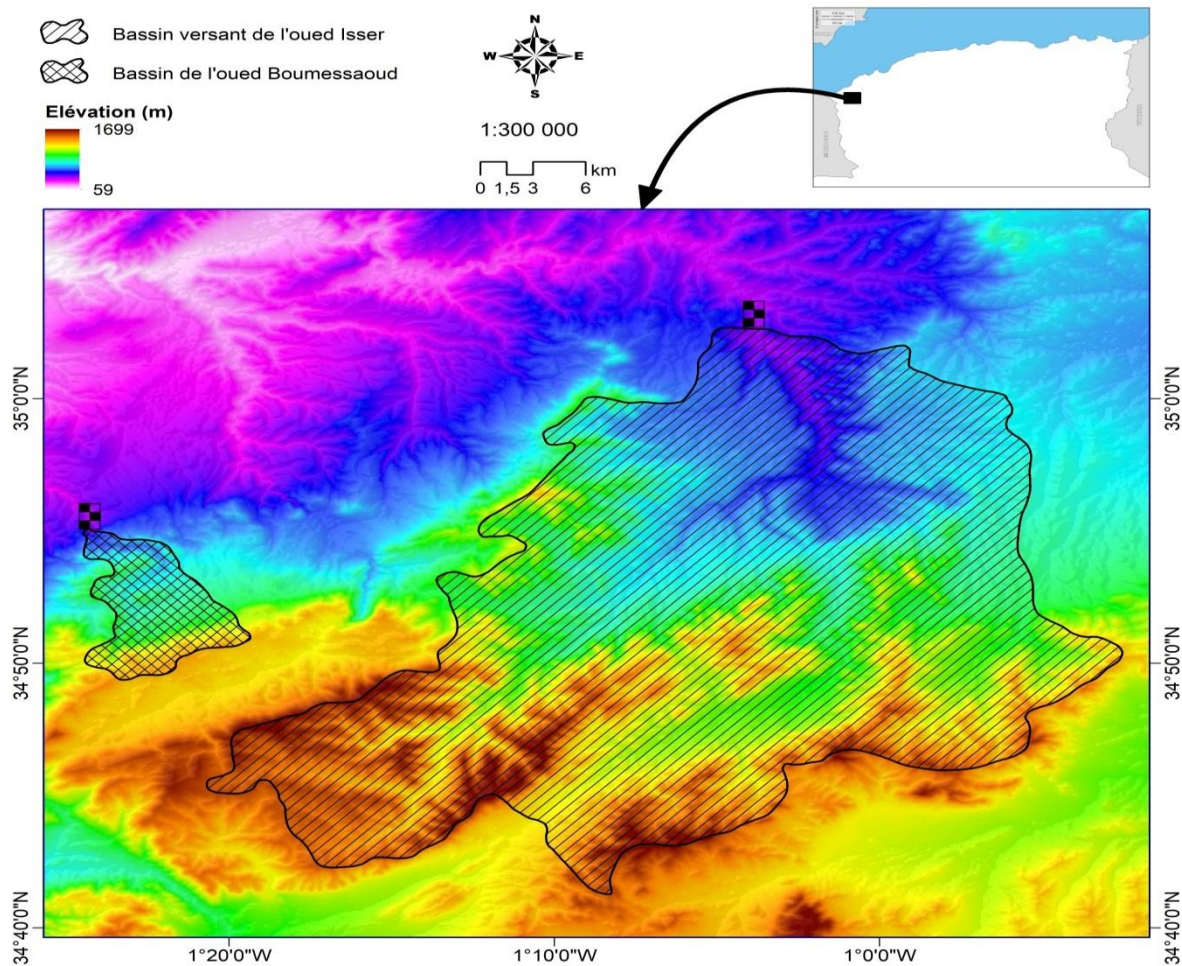 Bassin versant de l'oued Isser
Bassin de l'oued Boumessaoud
Elévation (m)
1699
59
N
W E
S
1:300 000
km
0 1,5 3 6
35°0'0"N
35°0'0"N
34°50'0"N
34°50'0"N
34°40'0"N
34°40'0"N
1°20'0"W 1°10'0"W 1°0'0"W